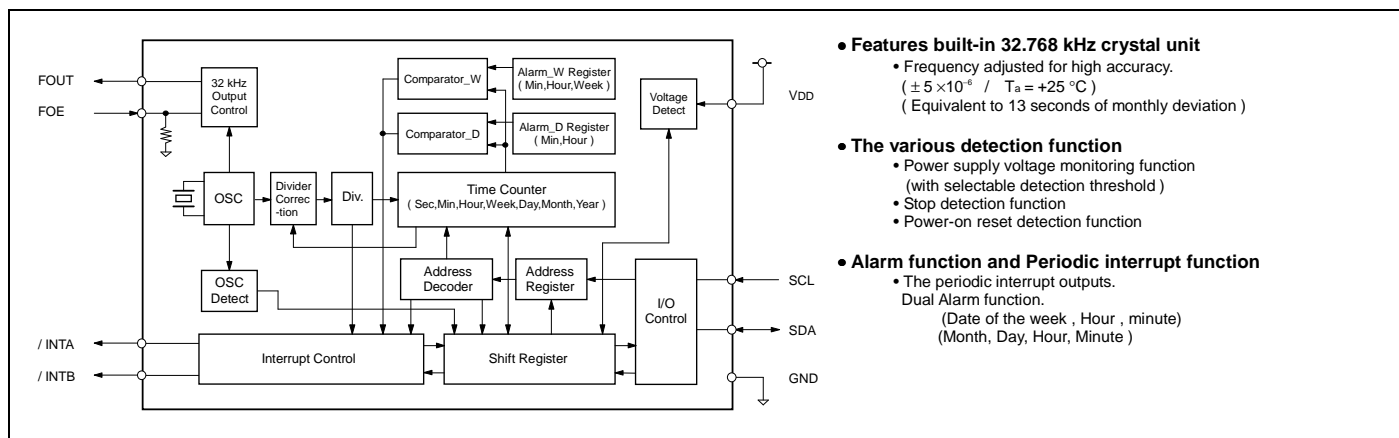 FOUT
FOE
/ INTA
/ INTB
32 kHz
Output
Control
OSC
Divider
Correc
-tion
Div.
OSC
Detect
Comparator_W
Alarm_W Register
( Min,Hour,Week )
Comparator_D
Alarm_D Register
( Min,Hour )
Time Counter
( Sec,Min,Hour,Week,Day,Month,Year )
Address
Decoder
Address
Register
Interrupt Control
Shift Register
I/O
Control
Voltage
Detect
VDD
SCL
SDA
GND
• Features built-in 32.768 kHz crystal unit
• Frequency adjusted for high accuracy.
( ± 5 ×10⁻⁶ / Ta = +25 °C )
( Equivalent to 13 seconds of monthly deviation )
• The various detection function
• Power supply voltage monitoring function
(with selectable detection threshold )
• Stop detection function
• Power-on reset detection function
• Alarm function and Periodic interrupt function
• The periodic interrupt outputs.
Dual Alarm function.
(Date of the week , Hour , minute)
(Month, Day, Hour, Minute )